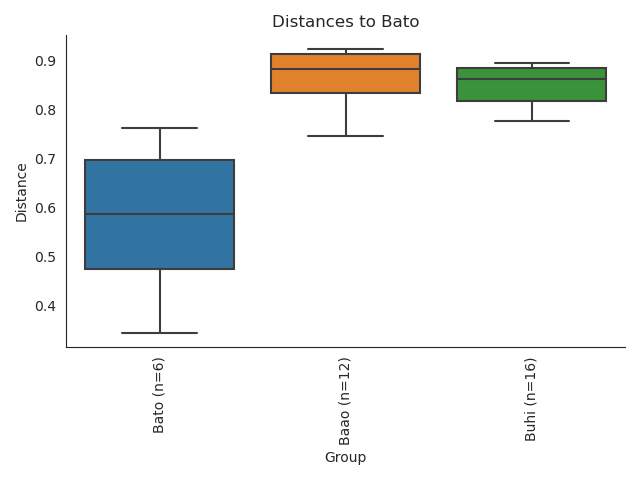 Distances to Bato
Distance
0.9
0.8
0.7
0.6
0.5
0.4
Bato (n=6)
Baao (n=12)
Buhi (n=16)
Group